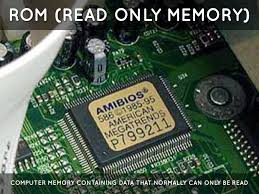 ROM (READ ONLY MEMORY)
AMIBIOS®
586 © 1985-95
AMERICAN
MEGATRENDS
P799211
COMPUTER MEMORY CONTAINING DATA THAT NORMALLY CAN ONLY BE READ